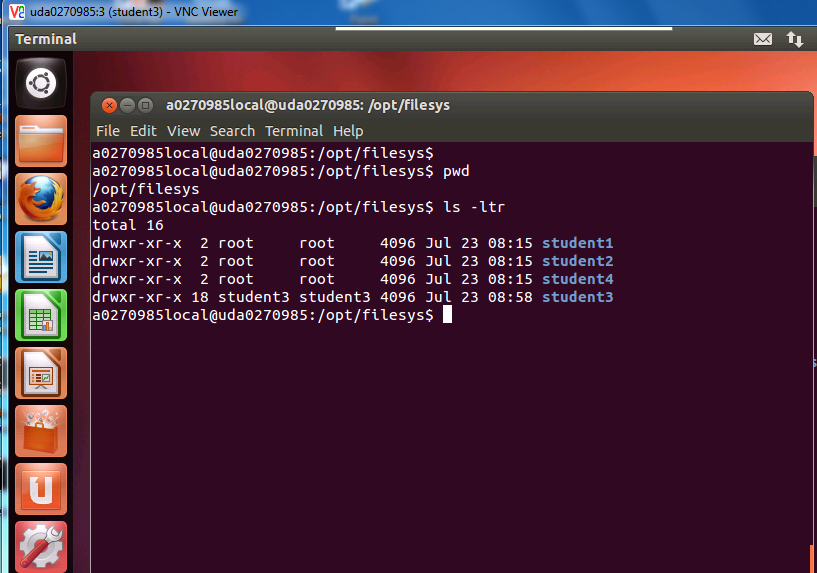 uda0270985:3 (student3) - VNC Viewer
Terminal
a0270985local@uda0270985: /opt/filesys
File Edit View Search Terminal Help
a0270985local@uda0270985:/opt/filesys$
a0270985local@uda0270985:/opt/filesys$ pwd
/opt/filesys
a0270985local@uda0270985:/opt/filesys$ ls -ltr
total 16
drwxr-xr-x  2 root     root     4096 Jul 23 08:15 student1
drwxr-xr-x  2 root     root     4096 Jul 23 08:15 student2
drwxr-xr-x  2 root     root     4096 Jul 23 08:15 student4
drwxr-xr-x 18 student3 student3 4096 Jul 23 08:58 student3
a0270985local@uda0270985:/opt/filesys$